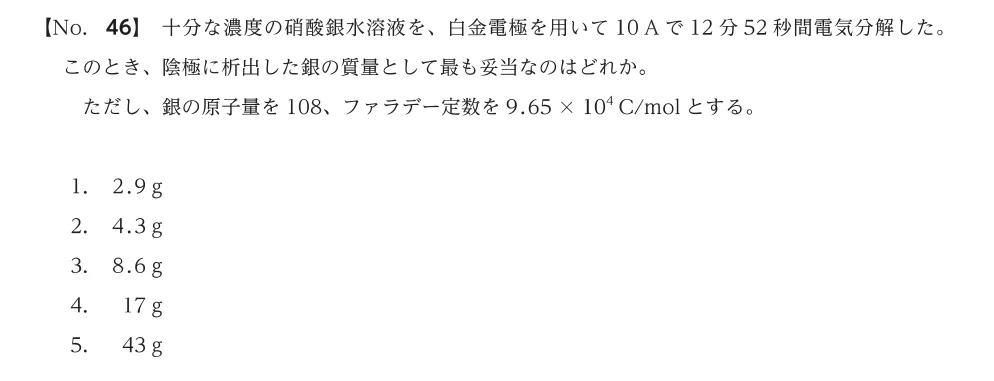 【No. 46】 十分な濃度の硝酸銀水溶液を、白金電極を用いて 10 A で 12 分 52 秒間電気分解した。
このとき、陰極に析出した銀の質量として最も妥当なのはどれか。
ただし、銀の原子量を 108、ファラデー定数を 9.65 × 10⁴ C/mol とする。
1. 2.9 g
2. 4.3 g
3. 8.6 g
4. 17 g
5. 43 g